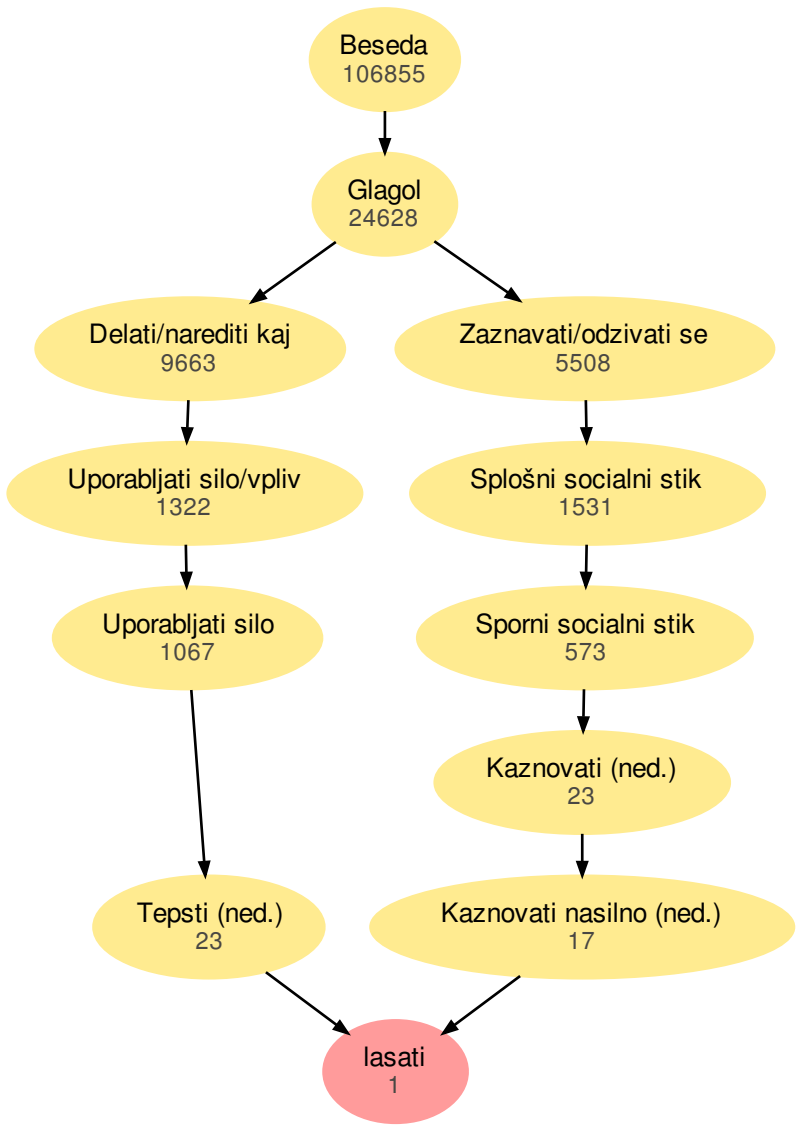 Beseda
106855
Glagol
24628
Delati/narediti kaj
9663
Zaznavati/odzivati se
5508
Uporabljati silo/vpliv
1322
Splošni socialni stik
1531
Uporabljati silo
1067
Sporni socialni stik
573
Kaznovati (ned.)
23
Tepsti (ned.)
23
Kaznovati nasilno (ned.)
17
lasati
1